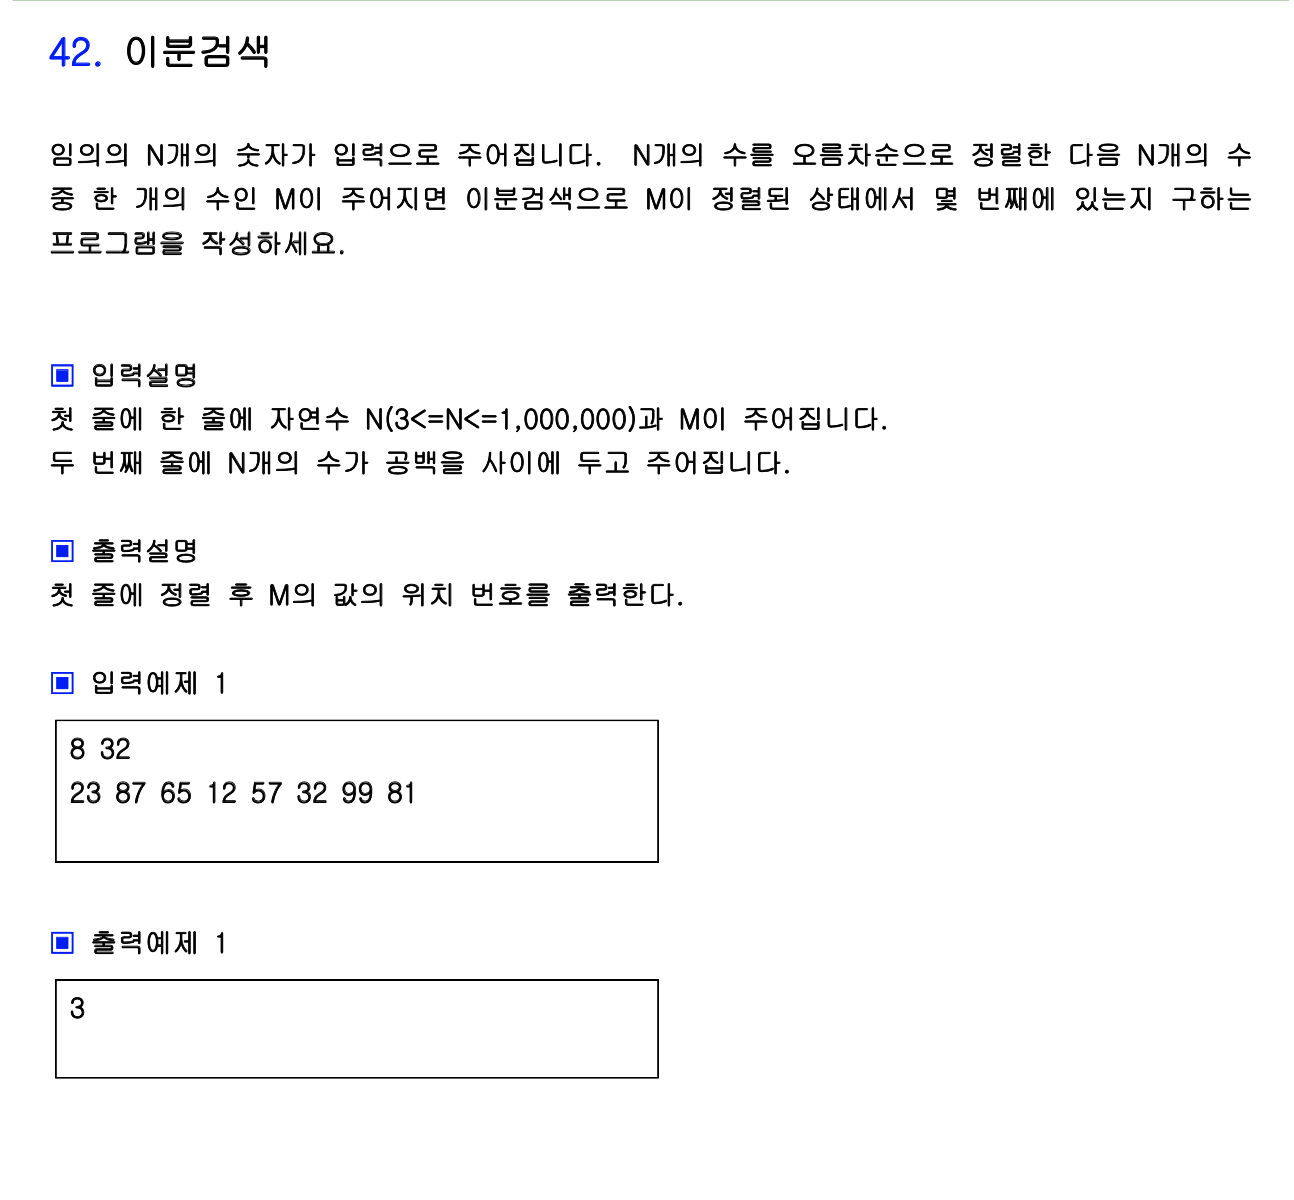 42. 이분검색
임의의 N개의 숫자가 입력으로 주어집니다. N개의 수를 오름차순으로 정렬한 다음 N개의 수
중 한 개의 수인 M이 주어지면 이분검색으로 M이 정렬된 상태에서 몇 번째에 있는지 구하는
프로그램을 작성하세요.
▣ 입력설명
첫 줄에 한 줄에 자연수 N(3<=N<=1,000,000)과 M이 주어집니다.
두 번째 줄에 N개의 수가 공백을 사이에 두고 주어집니다.
▣ 출력설명
첫 줄에 정렬 후 M의 값의 위치 번호를 출력한다.
▣ 입력예제 1
8 32
23 87 65 12 57 32 99 81
▣ 출력예제 1
3